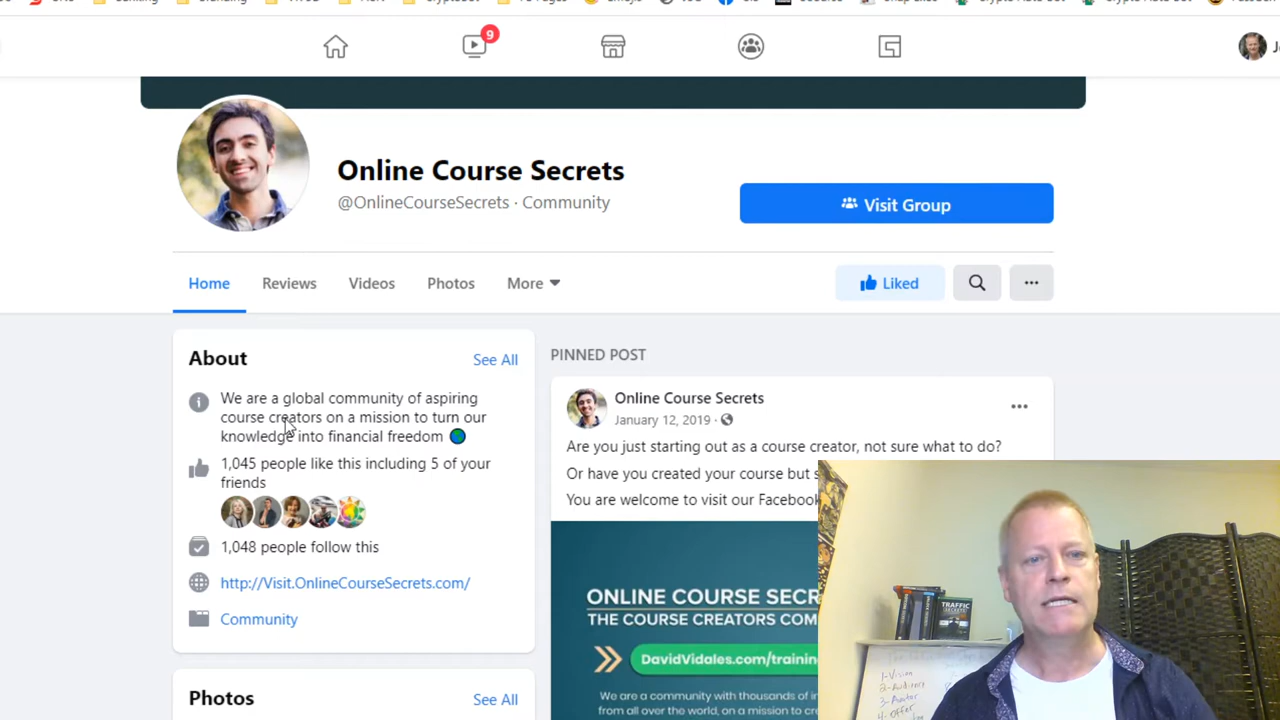 9
Online Course Secrets
@OnlineCourseSecrets · Community
Visit Group
Home
Reviews
Videos
Photos
More
Liked
About
See All
We are a global community of aspiring
course creators on a mission to turn our
knowledge into financial freedom
1,045 people like this including 5 of your
friends
1,048 people follow this
http://Visit.OnlineCourseSecrets.com/
Community
Photos
See All
PINNED POST
Online Course Secrets
January 12, 2019 ·
Are you just starting out as a course creator, not sure what to do?
Or have you created your course but
You are welcome to visit our Facebook
ONLINE COURSE SECR
THE COURSE CREATORS COM
DavidVidales.com/trainin
We are a community with thousands of
from all over the world, on a mission to
TRAFFIC
SECRETS
1-Vision
2-Audience
4-Offer